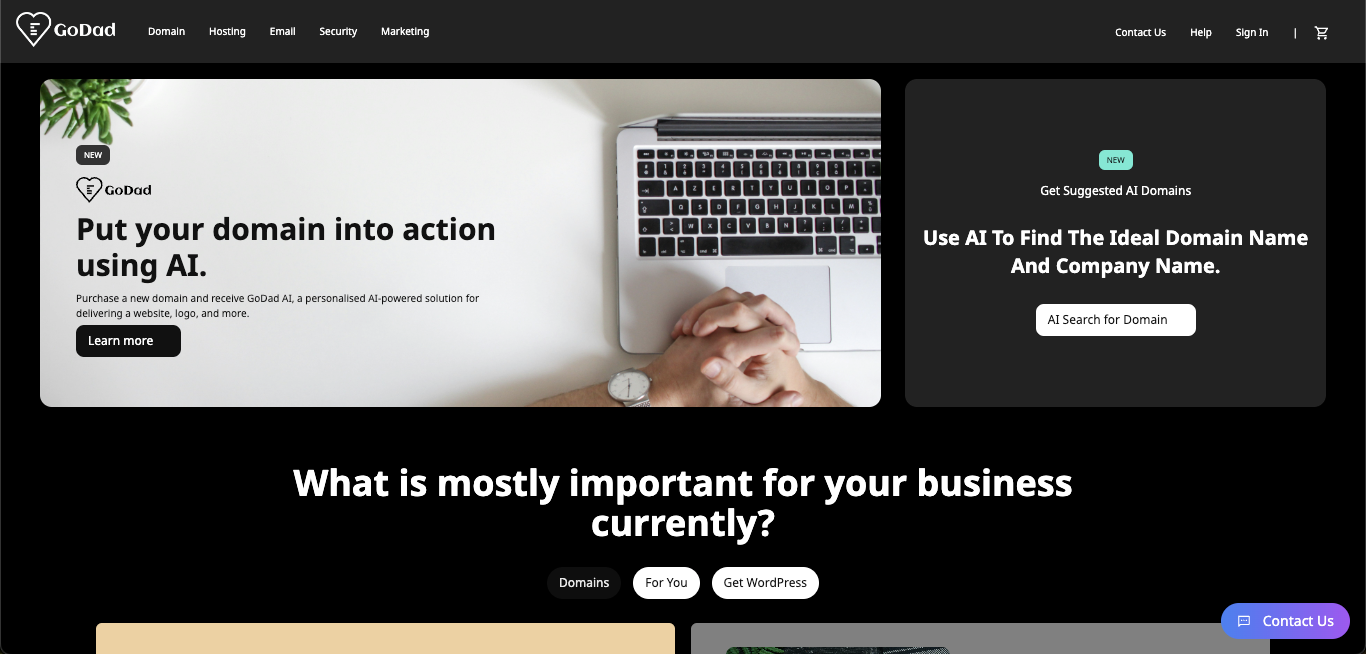 GoDad
Domain
Hosting
Email
Security
Marketing
Contact Us
Help
Sign In
|
NEW
GoDad
Put your domain into action
using AI.
Purchase a new domain and receive GoDad AI, a personalised AI-powered solution for
delivering a website, logo, and more.
Learn more
NEW
Get Suggested AI Domains
Use AI To Find The Ideal Domain Name
And Company Name.
AI Search for Domain
What is mostly important for your business
currently?
Domains
For You
Get WordPress
Contact Us